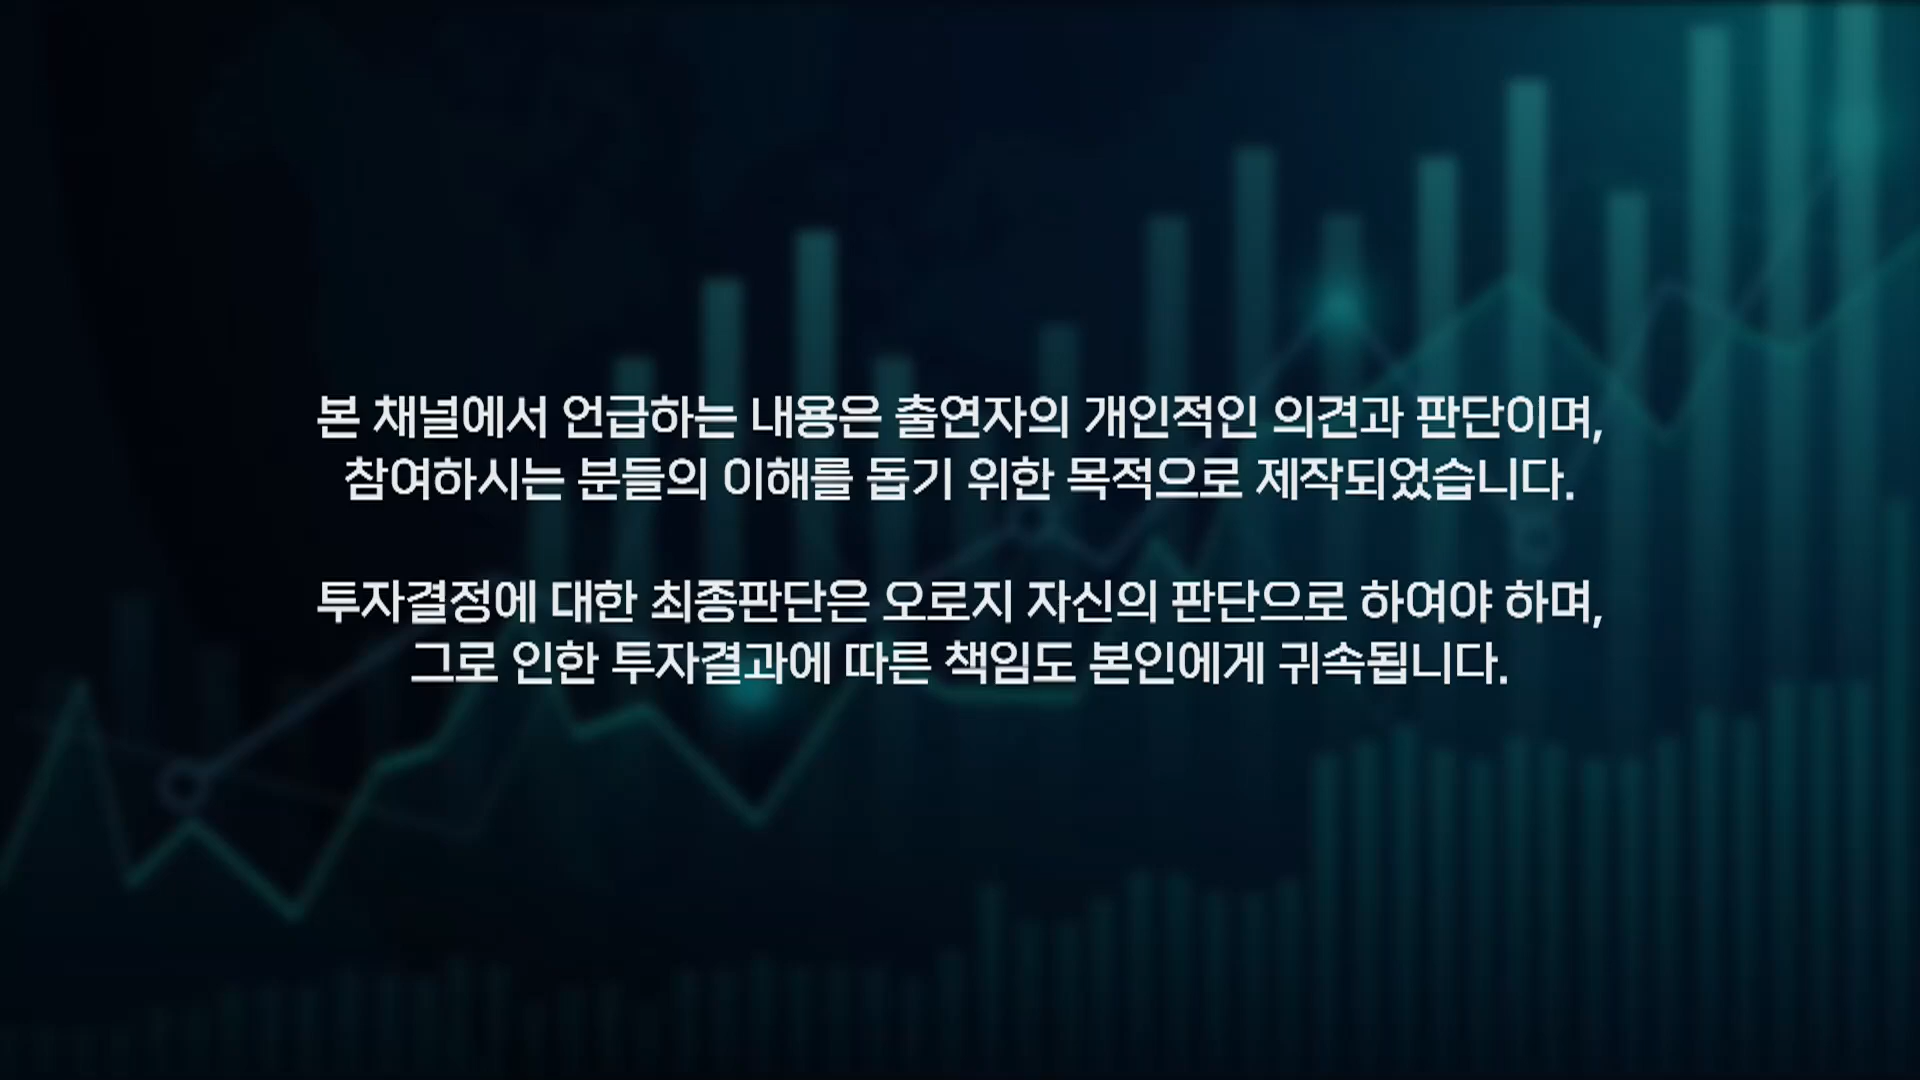 본 채널에서 언급하는 내용은 출연자의 개인적인 의견과 판단이며,
참여하시는 분들의 이해를 돕기 위한 목적으로 제작되었습니다.
투자결정에 대한 최종판단은 오로지 자신의 판단으로 하여야 하며,
그로 인한 투자결과에 따른 책임도 본인에게 귀속됩니다.